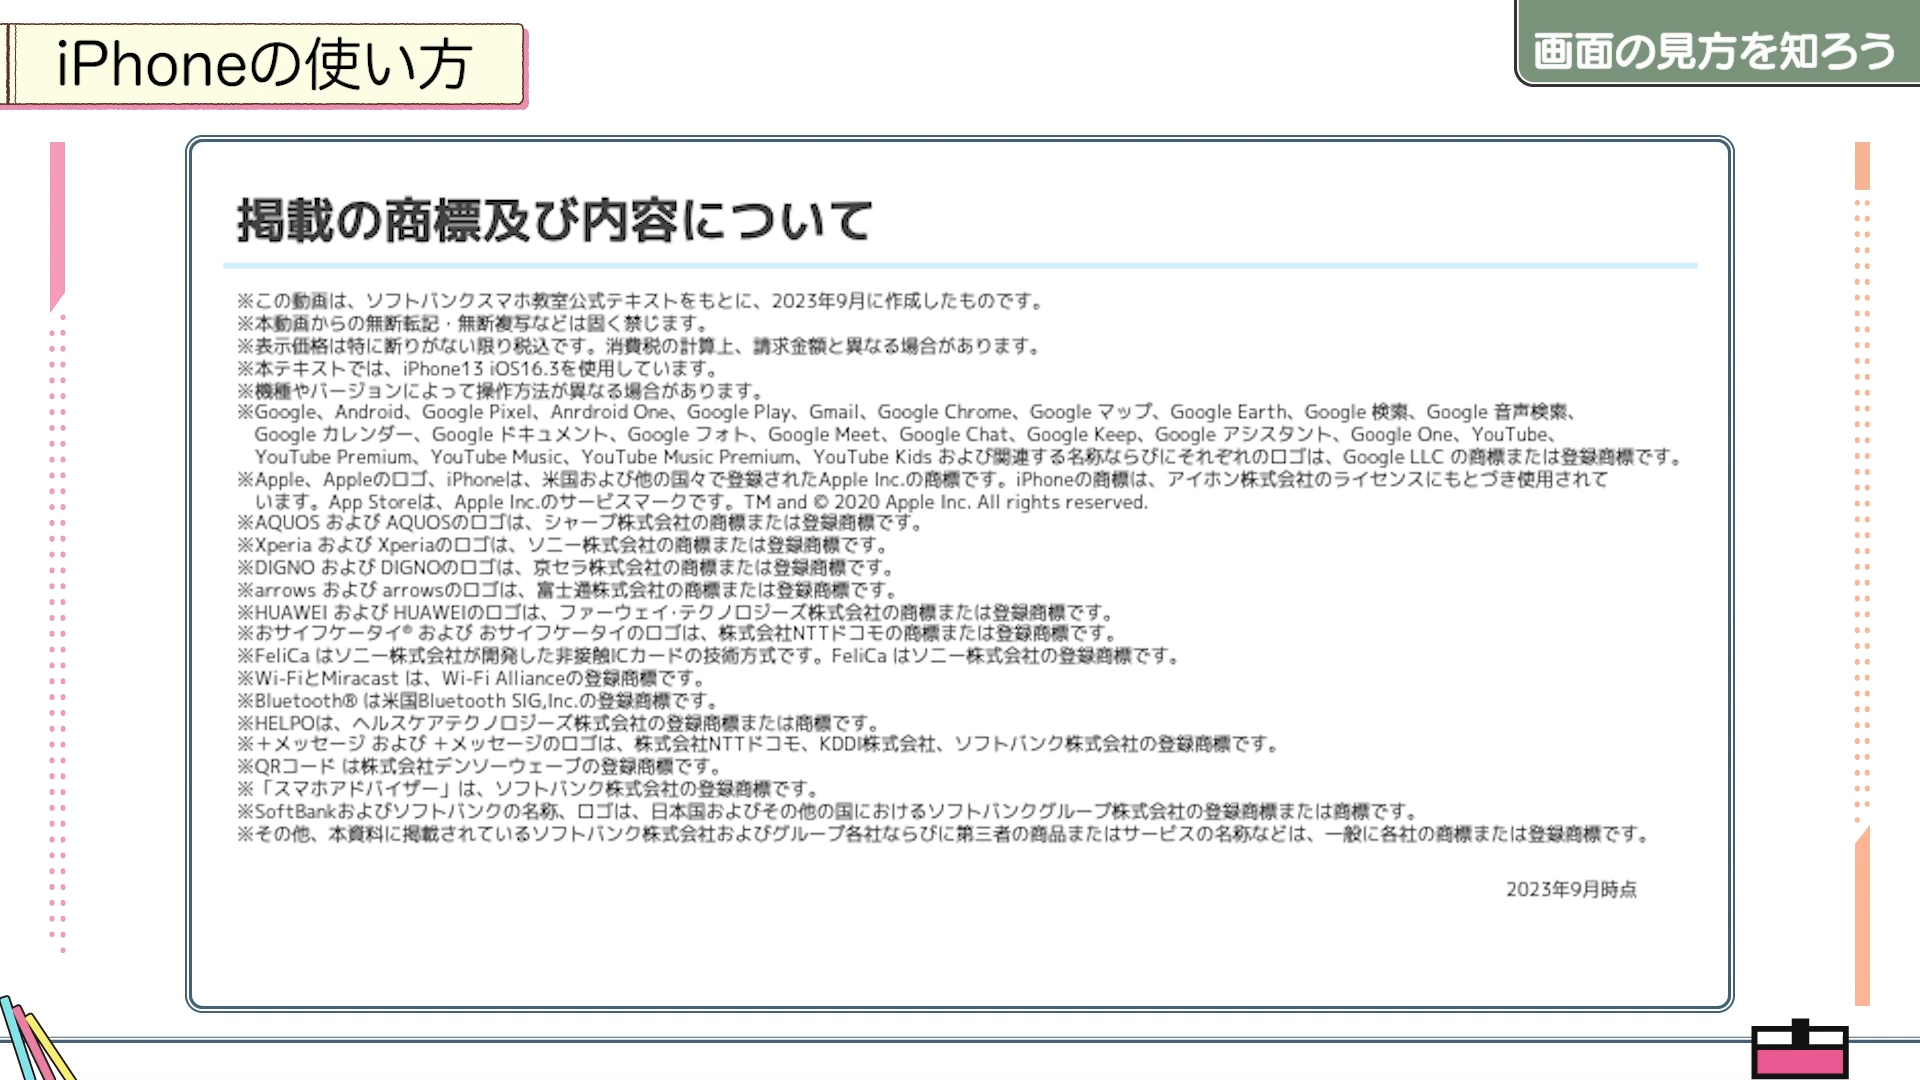 iPhoneの使い方
画面の見方を知ろう
掲載の商標及び内容について
※この動画は、ソフトバンクスマホ教室公式テキストをもとに、2023年9月に作成したものです。
※本動画からの無断転記・無断複写などは固く禁じます。
※表示価格は特に断りがない限り税込です。消費税の計算上、請求金額と異なる場合があります。
※本テキストでは、iPhone13 iOS16.3を使用しています。
※機種やバージョンによって操作方法が異なる場合があります。
※Google、Android、Google Pixel、Anrdroid One、Google Play、Gmail、Google Chrome、Google マップ、Google Earth、Google 検索、Google 音声検索、
Google カレンダー、Google ドキュメント、Google フォト、Google Meet、Google Chat、Google Keep、Google アシスタント、Google One、YouTube、
YouTube Premium、YouTube Music、YouTube Music Premium、YouTube Kids および関連する名称ならびにそれぞれのロゴは、Google LLC の商標または登録商標です。
※Apple、Appleのロゴ、iPhoneは、米国および他の国々で登録されたApple Inc.の商標です。iPhoneの商標は、アイホン株式会社のライセンスにもとづき使用されて
います。App Storeは、Apple Inc.のサービスマークです。TM and © 2020 Apple Inc. All rights reserved.
※AQUOS および AQUOSのロゴは、シャープ株式会社の商標または登録商標です。
※Xperia および Xperiaのロゴは、ソニー株式会社の商標または登録商標です。
※DIGNO および DIGNOのロゴは、京セラ株式会社の商標または登録商標です。
※arrows および arrowsのロゴは、富士通株式会社の商標または登録商標です。
※HUAWEI および HUAWEIのロゴは、ファーウェイ・テクノロジーズ株式会社の商標または登録商標です。
※おサイフケータイ® および おサイフケータイのロゴは、株式会社NTTドコモの商標または登録商標です。
※FeliCa はソニー株式会社が開発した非接触ICカードの技術方式です。FeliCa はソニー株式会社の登録商標です。
※Wi-FiとMiracast は、Wi-Fi Allianceの登録商標です。
※Bluetooth® は米国Bluetooth SIG,Inc.の登録商標です。
※HELPOは、ヘルスケアテクノロジーズ株式会社の登録商標または商標です。
※＋メッセージ および ＋メッセージのロゴは、株式会社NTTドコモ、KDDI株式会社、ソフトバンク株式会社の登録商標です。
※QRコード は株式会社デンソーウェーブの登録商標です。
※「スマホアドバイザー」は、ソフトバンク株式会社の登録商標です。
※SoftBankおよびソフトバンクの名称、ロゴは、日本国およびその他の国におけるソフトバンクグループ株式会社の登録商標または商標です。
※その他、本資料に掲載されているソフトバンク株式会社およびグループ各社ならびに第三者の商品またはサービスの名称などは、一般に各社の商標または登録商標です。
2023年9月時点